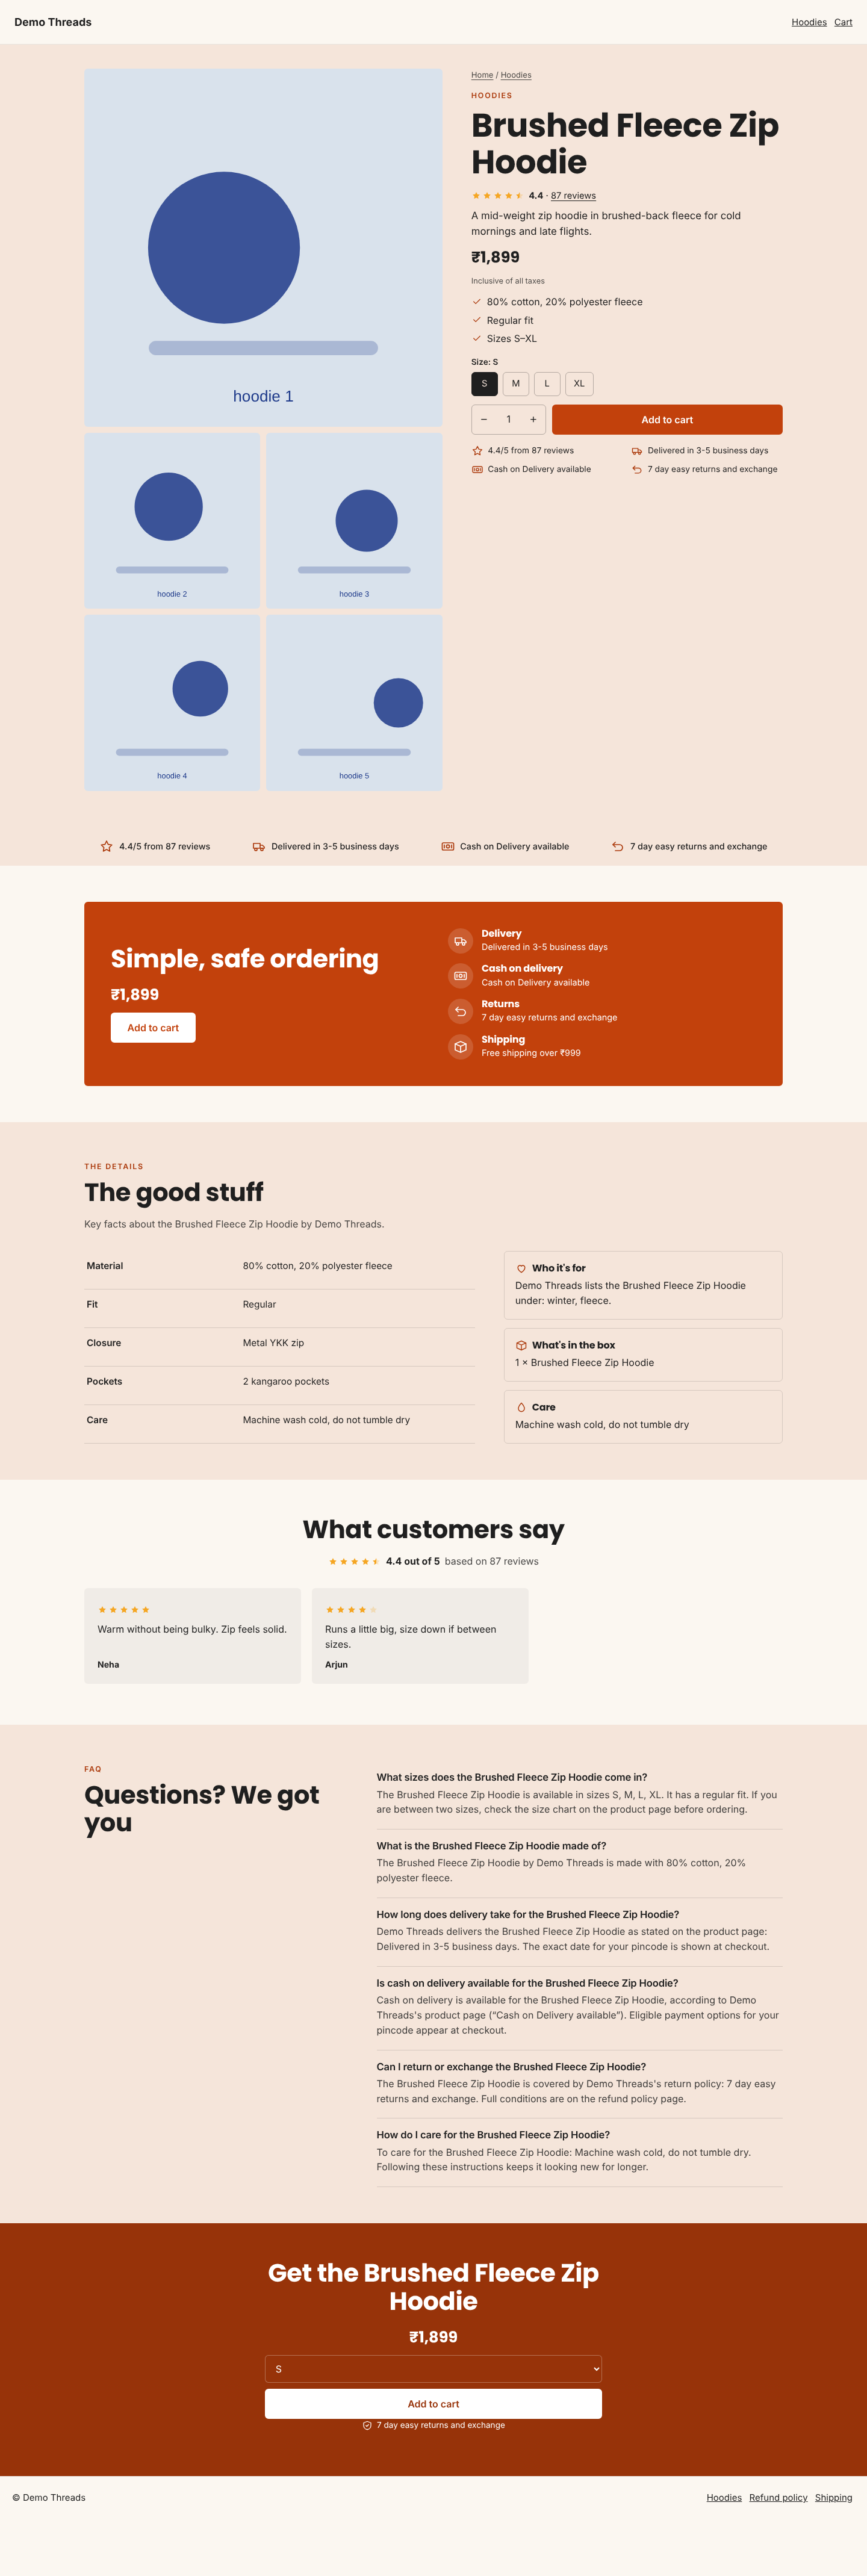 Demo Threads
Hoodies Cart
hoodie 1
hoodie 2
hoodie 3
hoodie 4
hoodie 5
Home / Hoodies
HOODIES
Brushed Fleece Zip
Hoodie
4.4 · 87 reviews
A mid-weight zip hoodie in brushed-back fleece for cold
mornings and late flights.
₹1,899
Inclusive of all taxes
80% cotton, 20% polyester fleece
Regular fit
Sizes S–XL
Size: S
S M L XL
− 1 + Add to cart
4.4/5 from 87 reviews
Delivered in 3-5 business days
Cash on Delivery available
7 day easy returns and exchange
4.4/5 from 87 reviews
Delivered in 3-5 business days
Cash on Delivery available
7 day easy returns and exchange
Simple, safe ordering
₹1,899
Add to cart
Delivery
Delivered in 3-5 business days
Cash on delivery
Cash on Delivery available
Returns
7 day easy returns and exchange
Shipping
Free shipping over ₹999
THE DETAILS
The good stuff
Key facts about the Brushed Fleece Zip Hoodie by Demo Threads.
Material 80% cotton, 20% polyester fleece
Fit Regular
Closure Metal YKK zip
Pockets 2 kangaroo pockets
Care Machine wash cold, do not tumble dry
Who it's for
Demo Threads lists the Brushed Fleece Zip Hoodie
under: winter, fleece.
What's in the box
1 × Brushed Fleece Zip Hoodie
Care
Machine wash cold, do not tumble dry
What customers say
4.4 out of 5 based on 87 reviews
Warm without being bulky. Zip feels solid.
Neha
Runs a little big, size down if between
sizes.
Arjun
FAQ
Questions? We got
you
What sizes does the Brushed Fleece Zip Hoodie come in?
The Brushed Fleece Zip Hoodie is available in sizes S, M, L, XL. It has a regular fit. If you
are between two sizes, check the size chart on the product page before ordering.
What is the Brushed Fleece Zip Hoodie made of?
The Brushed Fleece Zip Hoodie by Demo Threads is made with 80% cotton, 20%
polyester fleece.
How long does delivery take for the Brushed Fleece Zip Hoodie?
Demo Threads delivers the Brushed Fleece Zip Hoodie as stated on the product page:
Delivered in 3-5 business days. The exact date for your pincode is shown at checkout.
Is cash on delivery available for the Brushed Fleece Zip Hoodie?
Cash on delivery is available for the Brushed Fleece Zip Hoodie, according to Demo
Threads's product page (“Cash on Delivery available”). Eligible payment options for your
pincode appear at checkout.
Can I return or exchange the Brushed Fleece Zip Hoodie?
The Brushed Fleece Zip Hoodie is covered by Demo Threads's return policy: 7 day easy
returns and exchange. Full conditions are on the refund policy page.
How do I care for the Brushed Fleece Zip Hoodie?
To care for the Brushed Fleece Zip Hoodie: Machine wash cold, do not tumble dry.
Following these instructions keeps it looking new for longer.
Get the Brushed Fleece Zip
Hoodie
₹1,899
S
Add to cart
7 day easy returns and exchange
© Demo Threads
Hoodies Refund policy Shipping